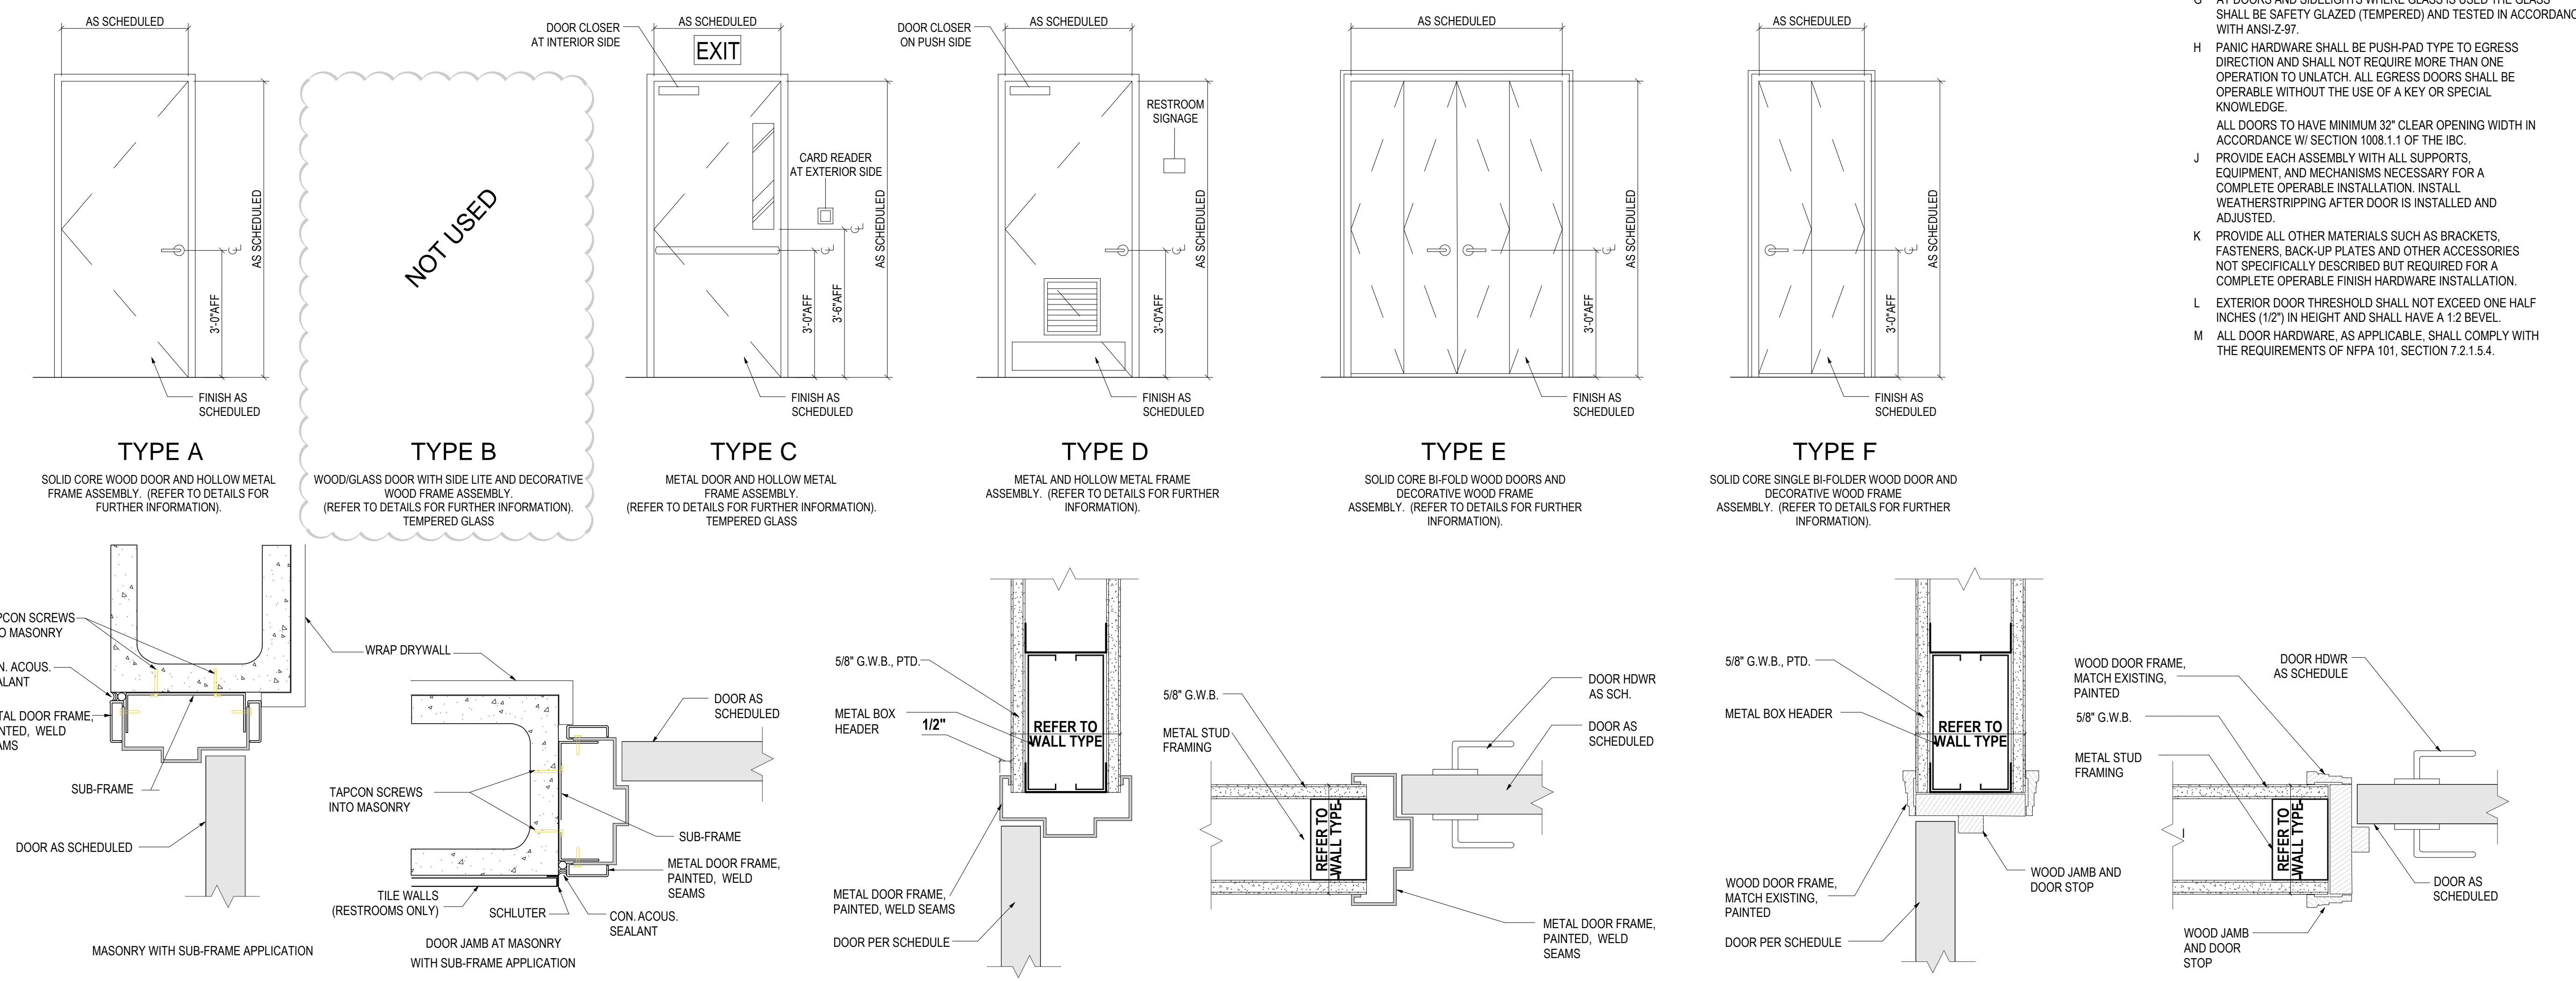 AS SCHEDULED
AS SCHEDULED
3'-0"AFF
FINISH AS
SCHEDULED
TYPE A
SOLID CORE WOOD DOOR AND HOLLOW METAL
FRAME ASSEMBLY.  (REFER TO DETAILS FOR
FURTHER INFORMATION).
NOT USED
TYPE B
WOOD/GLASS DOOR WITH SIDE LITE AND DECORATIVE
WOOD FRAME ASSEMBLY.
(REFER TO DETAILS FOR FURTHER INFORMATION).
TEMPERED GLASS
DOOR CLOSER
AT INTERIOR SIDE
AS SCHEDULED
EXIT
CARD READER
AT EXTERIOR SIDE
AS SCHEDULED
3'-0"AFF
3'-6"AFF
FINISH AS
SCHEDULED
TYPE C
METAL DOOR AND HOLLOW METAL
FRAME ASSEMBLY.
(REFER TO DETAILS FOR FURTHER INFORMATION).
TEMPERED GLASS
DOOR CLOSER
ON PUSH SIDE
AS SCHEDULED
RESTROOM
SIGNAGE
AS SCHEDULED
3'-0"AFF
FINISH AS
SCHEDULED
TYPE D
METAL AND HOLLOW METAL FRAME
ASSEMBLY.  (REFER TO DETAILS FOR FURTHER
INFORMATION).
AS SCHEDULED
AS SCHEDULED
3'-0"AFF
FINISH AS
SCHEDULED
TYPE E
SOLID CORE BI-FOLD WOOD DOORS AND
DECORATIVE WOOD FRAME
ASSEMBLY.  (REFER TO DETAILS FOR FURTHER
INFORMATION).
AS SCHEDULED
AS SCHEDULED
3'-0"AFF
FINISH AS
SCHEDULED
TYPE F
SOLID CORE SINGLE BI-FOLDER WOOD DOOR AND
DECORATIVE WOOD FRAME
ASSEMBLY.  (REFER TO DETAILS FOR FURTHER
INFORMATION).
G AT DOORS AND SIDELIGHTS WHERE GLASS IS USED THE GLASS
SHALL BE SAFETY GLAZED (TEMPERED) AND TESTED IN ACCORDANC
WITH ANSI-Z-97.
H PANIC HARDWARE SHALL BE PUSH-PAD TYPE TO EGRESS
DIRECTION AND SHALL NOT REQUIRE MORE THAN ONE
OPERATION TO UNLATCH. ALL EGRESS DOORS SHALL BE
OPERABLE WITHOUT THE USE OF A KEY OR SPECIAL
KNOWLEDGE.
ALL DOORS TO HAVE MINIMUM 32" CLEAR OPENING WIDTH IN
ACCORDANCE W/ SECTION 1008.1.1 OF THE IBC.
J PROVIDE EACH ASSEMBLY WITH ALL SUPPORTS,
EQUIPMENT, AND MECHANISMS NECESSARY FOR A
COMPLETE OPERABLE INSTALLATION. INSTALL
WEATHERSTRIPPING AFTER DOOR IS INSTALLED AND
ADJUSTED.
K PROVIDE ALL OTHER MATERIALS SUCH AS BRACKETS,
FASTENERS, BACK-UP PLATES AND OTHER ACCESSORIES
NOT SPECIFICALLY DESCRIBED BUT REQUIRED FOR A
COMPLETE OPERABLE FINISH HARDWARE INSTALLATION.
L EXTERIOR DOOR THRESHOLD SHALL NOT EXCEED ONE HALF
INCHES (1/2") IN HEIGHT AND SHALL HAVE A 1:2 BEVEL.
M ALL DOOR HARDWARE, AS APPLICABLE, SHALL COMPLY WITH
THE REQUIREMENTS OF NFPA 101, SECTION 7.2.1.5.4.
PCON SCREWS
O MASONRY
N. ACOUS.
ALANT
TAL DOOR FRAME,
NTED,  WELD
AMS
SUB-FRAME
DOOR AS SCHEDULED
MASONRY WITH SUB-FRAME APPLICATION
WRAP DRYWALL
DOOR AS
SCHEDULED
TAPCON SCREWS
INTO MASONRY
SUB-FRAME
METAL DOOR FRAME,
PAINTED,  WELD
SEAMS
TILE WALLS
(RESTROOMS ONLY)
SCHLUTER
CON. ACOUS.
SEALANT
DOOR JAMB AT MASONRY
WITH SUB-FRAME APPLICATION
5/8" G.W.B., PTD.
METAL BOX
HEADER
1/2"
REFER TO
WALL TYPE
METAL DOOR FRAME,
PAINTED, WELD SEAMS
DOOR PER SCHEDULE
5/8" G.W.B.
METAL STUD
FRAMING
REFER TO
WALL TYPE
DOOR HDWR
AS SCH.
DOOR AS
SCHEDULED
METAL DOOR FRAME,
PAINTED,  WELD
SEAMS
5/8" G.W.B., PTD.
METAL BOX HEADER
REFER TO
WALL TYPE
WOOD DOOR FRAME,
MATCH EXISTING,
PAINTED
DOOR PER SCHEDULE
WOOD JAMB AND
DOOR STOP
WOOD DOOR FRAME,
MATCH EXISTING,
PAINTED
5/8" G.W.B.
METAL STUD
FRAMING
REFER TO
WALL TYPE
DOOR HDWR
AS SCHEDULE
DOOR AS
SCHEDULED
WOOD JAMB
AND DOOR
STOP